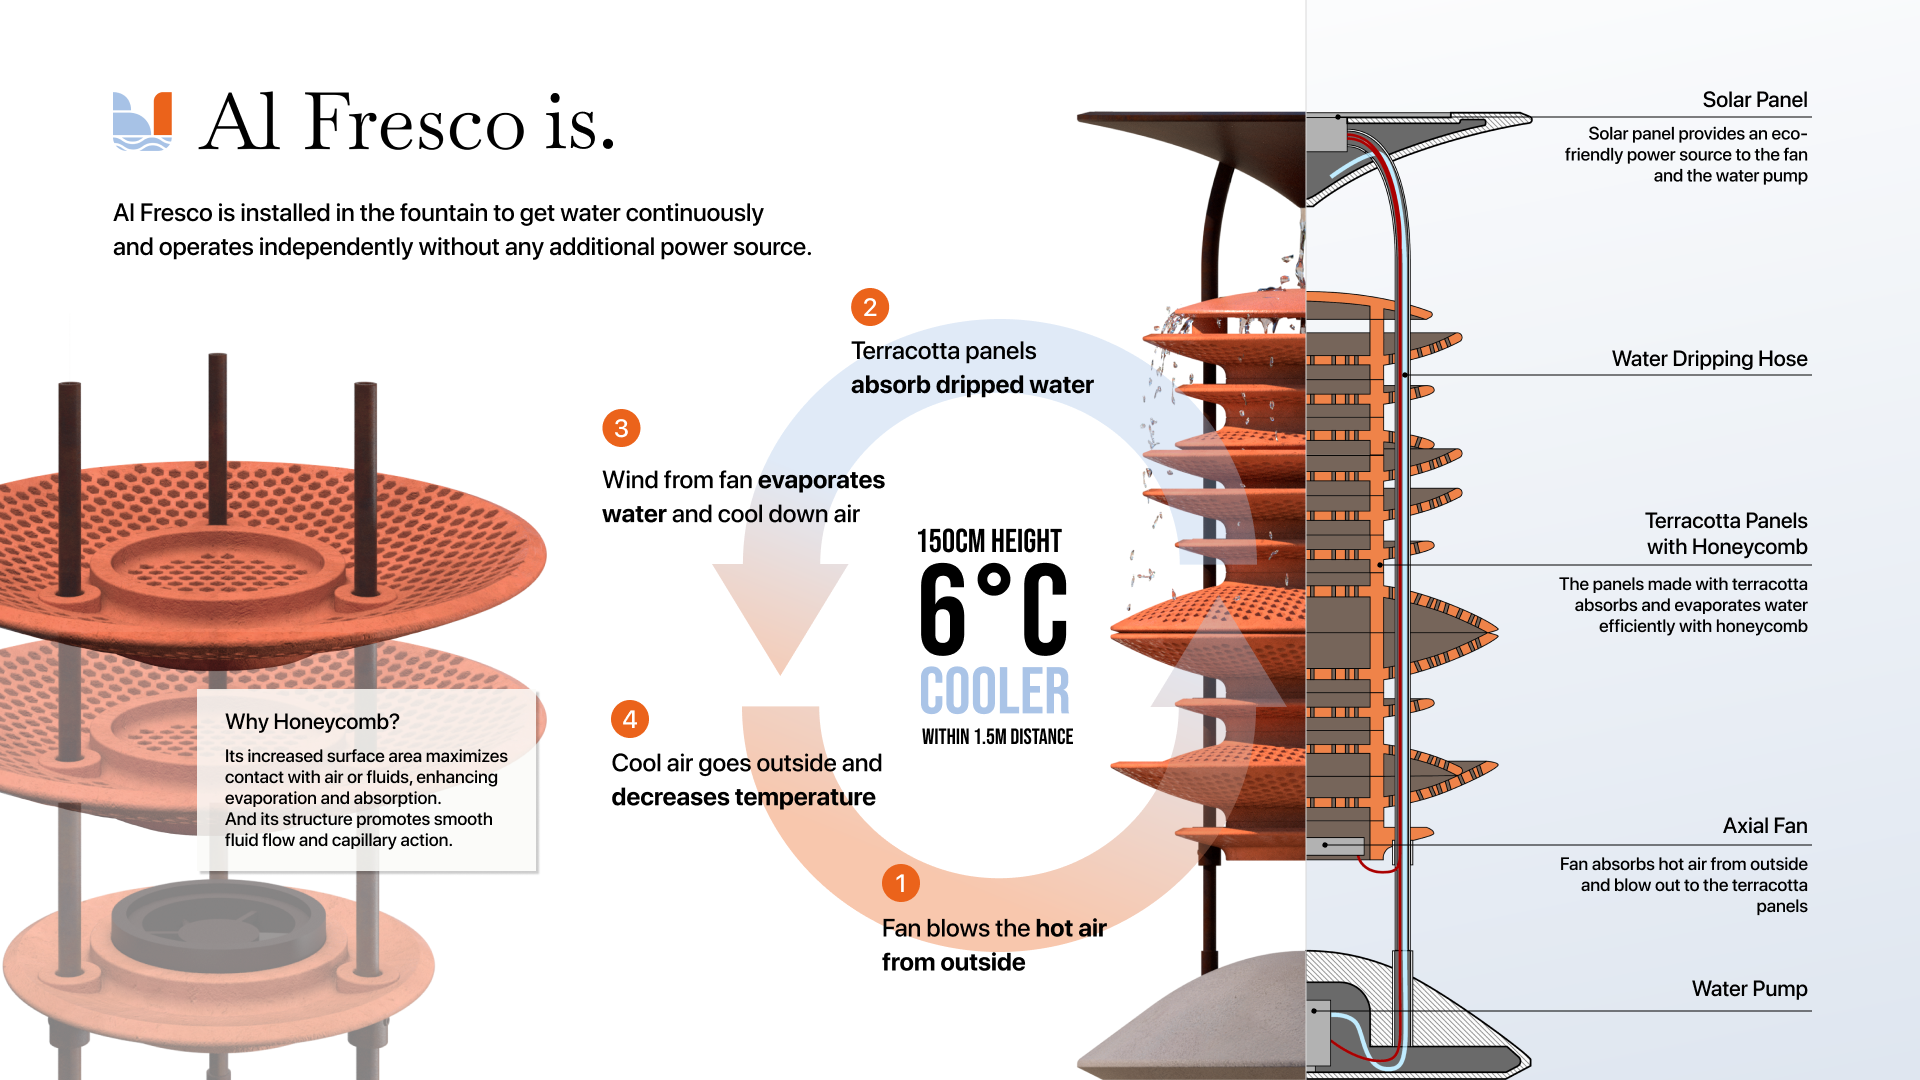 Al Fresco is.
Al Fresco is installed in the fountain to get water continuously
and operates independently without any additional power source.
2
Terracotta panels
absorb dripped water
3
Wind from fan evaporates
water and cool down air
150CM HEIGHT
6°C
COOLER
WITHIN 1.5M DISTANCE
4
Cool air goes outside and
decreases temperature
1
Fan blows the hot air
from outside
Why Honeycomb?
Its increased surface area maximizes
contact with air or fluids, enhancing
evaporation and absorption.
And its structure promotes smooth
fluid flow and capillary action.
Solar Panel
Solar panel provides an eco-
friendly power source to the fan
and the water pump
Water Dripping Hose
Terracotta Panels
with Honeycomb
The panels made with terracotta
absorbs and evaporates water
efficiently with honeycomb
Axial Fan
Fan absorbs hot air from outside
and blow out to the terracotta
panels
Water Pump